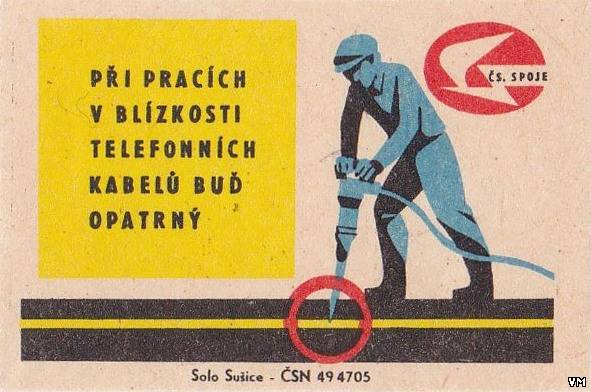 PŘI PRACÍCH
V BLÍZKOSTI
TELEFONNÍCH
KABELŮ BUĎ
OPATRNÝ
ČS. SPOJE
Solo Sušice - ČSN 49 4705
VM